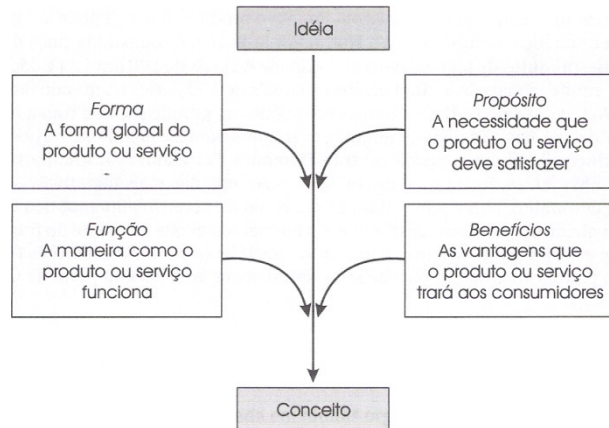 Idéia
Forma
A forma global do
produto ou serviço
Propósito
A necessidade que
o produto ou serviço
deve satisfazer
Função
A maneira como o
produto ou serviço
funciona
Benefícios
As vantagens que
o produto ou serviço
trará aos consumidores
Conceito